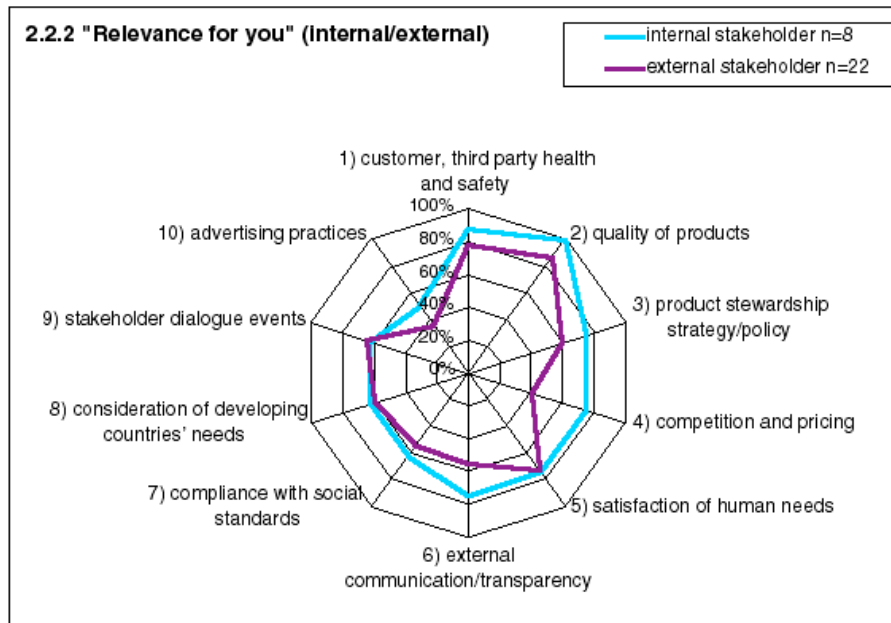 2.2.2 "Relevance for you" (internal/external)
internal stakeholder n=8
external stakeholder n=22
1) customer, third party health
and safety
100%
80%
60%
40%
20%
0%
2) quality of products
3) product stewardship
strategy/policy
4) competition and pricing
5) satisfaction of human needs
6) external
communication/transparency
7) compliance with social
standards
8) consideration of developing
countries' needs
9) stakeholder dialogue events
10) advertising practices